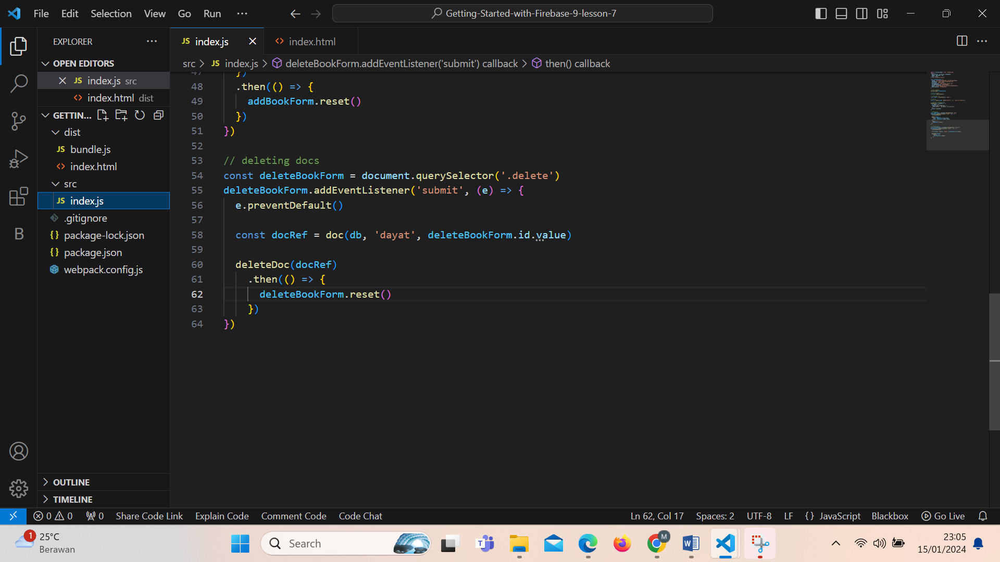 File Edit Selection View Go Run ... Getting-Started-with-Firebase-9-lesson-7
EXPLORER
JS index.js
<> index.html
OPEN EDITORS
JS index.js src
<> index.html dist
GETTIN...
dist
JS bundle.js
<> index.html
src
JS index.js
.gitignore
{} package-lock.json
{} package.json
webpack.config.js
B
OUTLINE
TIMELINE
src > JS index.js > deleteBookForm.addEventListener('submit') callback > then() callback
47 })
48 .then(() => {
49 addBookForm.reset()
50 })
51 })
52
53 // deleting docs
54 const deleteBookForm = document.querySelector('.delete')
55 deleteBookForm.addEventListener('submit', (e) => {
56 e.preventDefault()
57
58 const docRef = doc(db, 'dayat', deleteBookForm.id.value)
59
60 deleteDoc(docRef)
61 .then(() => {
62 deleteBookForm.reset()
63 })
64 })
0 0 0 Share Code Link Explain Code Comment Code Code Chat Ln 62, Col 17 Spaces: 2 UTF-8 LF {} JavaScript Blackbox Go Live
1 25°C
Berawan
Search
T
M
W
23:05
15/01/2024